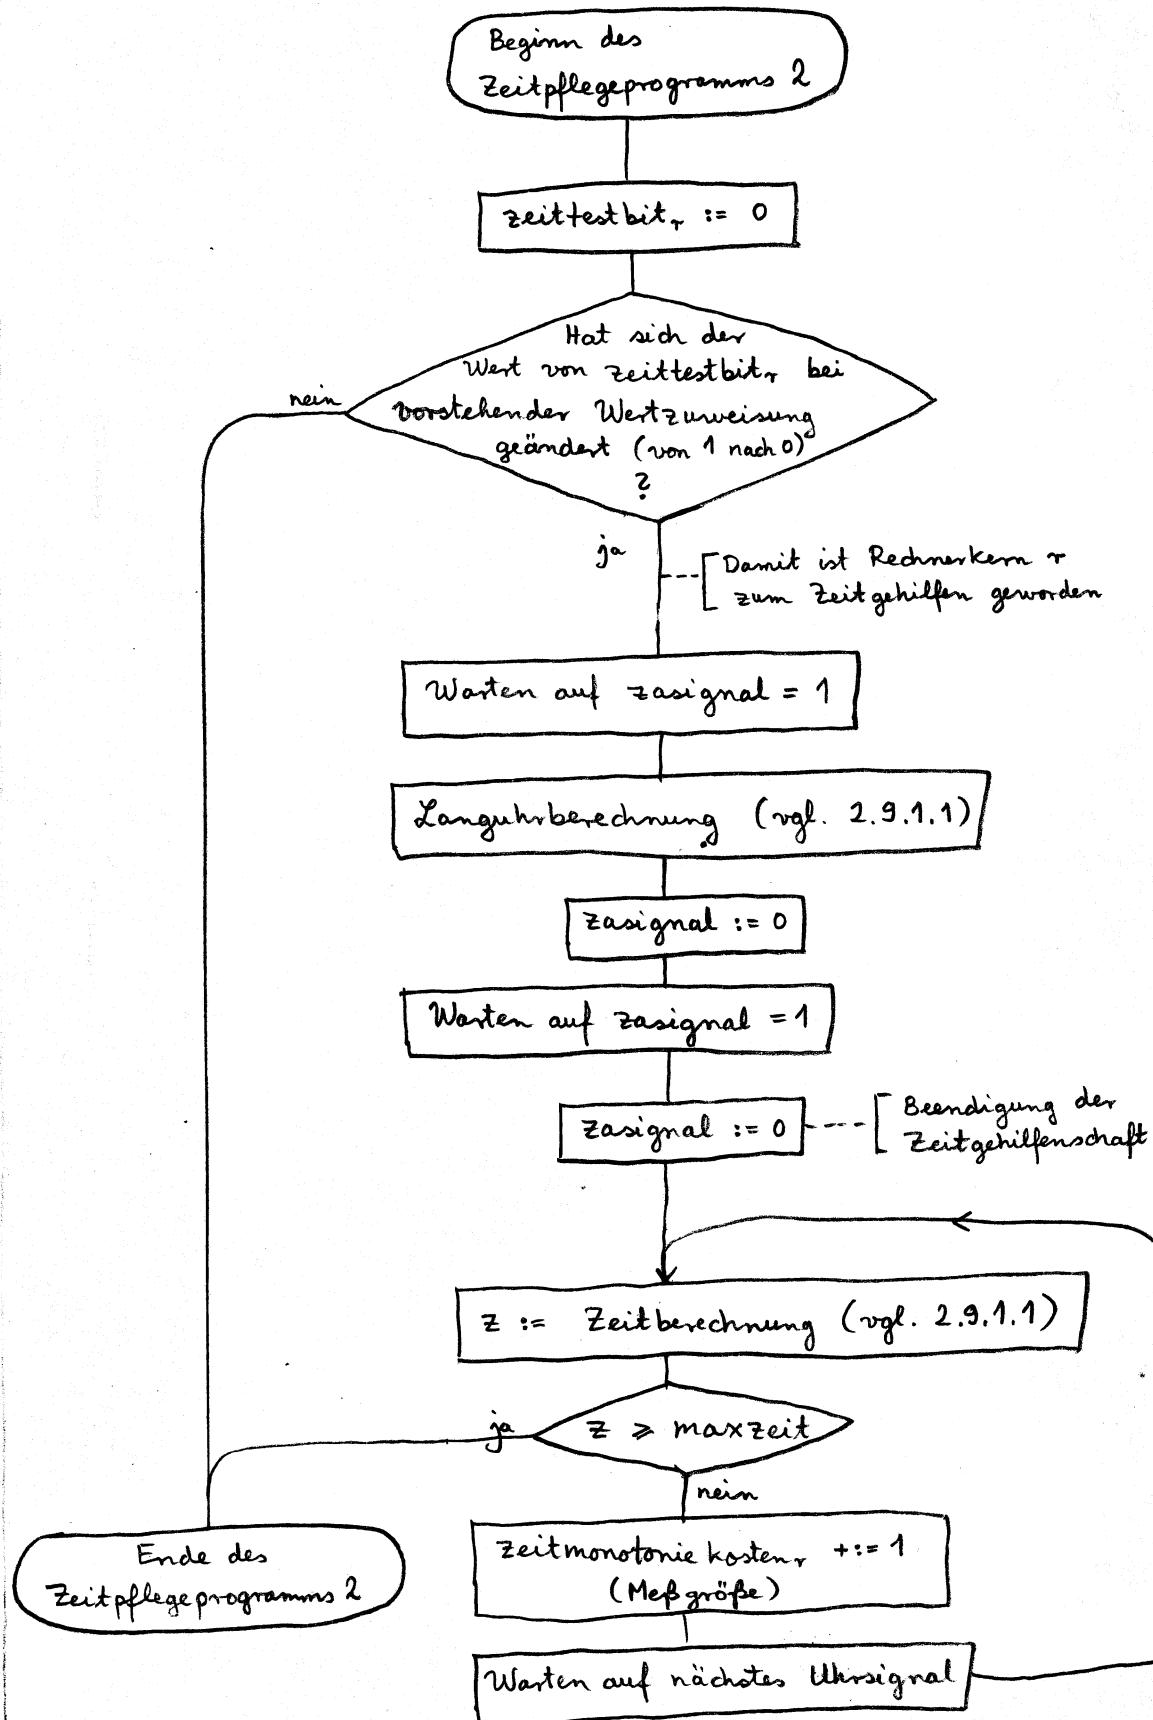 Beginn des
Zeitpflegeprogramms 2
zeittestbitᵣ := 0
Hat sich der
Wert von zeittestbitᵣ bei
vorstehender Wertzuweisung
geändert (von 1 nach 0)
?
nein
ja
Damit ist Rechnerkern r
zum Zeitgehilfen geworden
Warten auf zasignal = 1
Languhrberechnung (vgl. 2.9.1.1)
zasignal := 0
Warten auf zasignal = 1
zasignal := 0
Beendigung der
Zeitgehilfenschaft
z := Zeitberechnung (vgl. 2.9.1.1)
ja
z ⩾ maxzeit
nein
Ende des
Zeitpflegeprogramms 2
zeitmonotoniekostenᵣ +:= 1
(Meßgröße)
Warten auf nächstes Uhrsignal